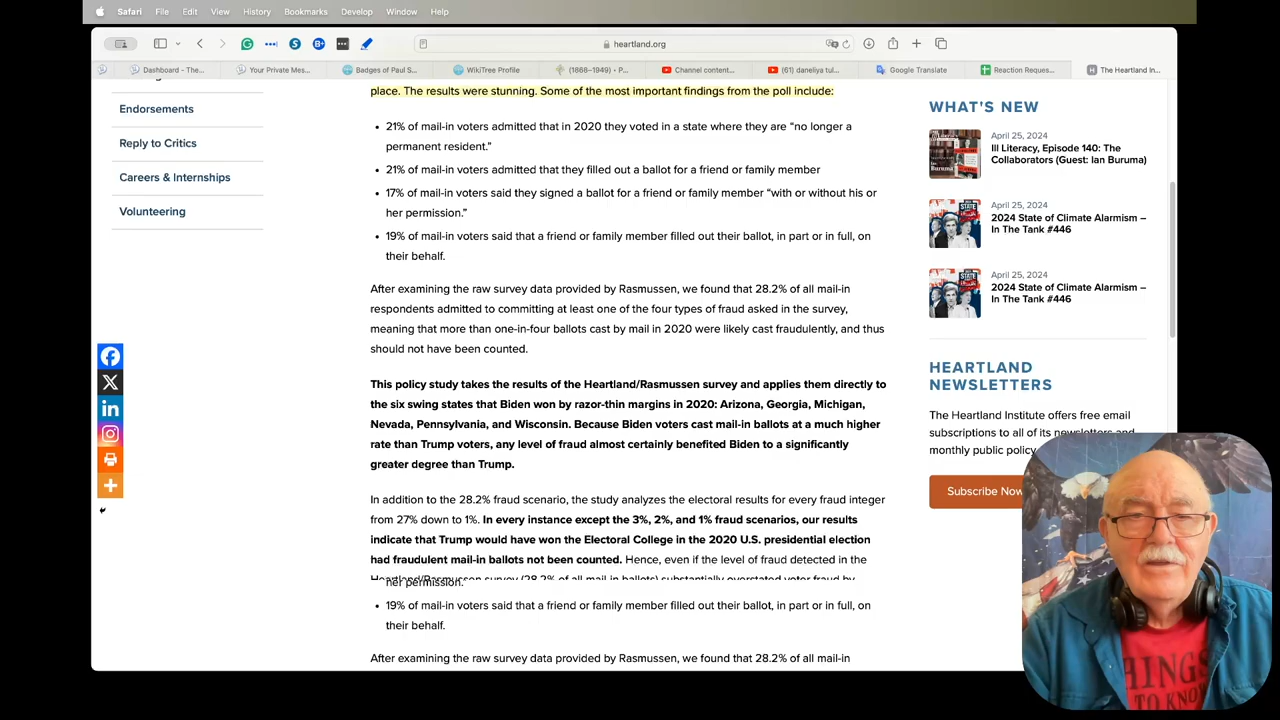 Safari File Edit View History Bookmarks Develop Window Help
heartland.org
Dashboard - The... Your Private Mes... Badges of Paul S... WikiTree Profile (1868–1949) • P... Channel content... (61) daneliya tul... Google Translate Reaction Reques... The Heartland In...
Endorsements
Reply to Critics
Careers & Internships
Volunteering
place. The results were stunning. Some of the most important findings from the poll include:
• 21% of mail-in voters admitted that in 2020 they voted in a state where they are “no longer a
permanent resident.”
• 21% of mail-in voters admitted that they filled out a ballot for a friend or family member
• 17% of mail-in voters said they signed a ballot for a friend or family member “with or without his or
her permission.”
• 19% of mail-in voters said that a friend or family member filled out their ballot, in part or in full, on
their behalf.
After examining the raw survey data provided by Rasmussen, we found that 28.2% of all mail-in
respondents admitted to committing at least one of the four types of fraud asked in the survey,
meaning that more than one-in-four ballots cast by mail in 2020 were likely cast fraudulently, and thus
should not have been counted.
This policy study takes the results of the Heartland/Rasmussen survey and applies them directly to
the six swing states that Biden won by razor-thin margins in 2020: Arizona, Georgia, Michigan,
Nevada, Pennsylvania, and Wisconsin. Because Biden voters cast mail-in ballots at a much higher
rate than Trump voters, any level of fraud almost certainly benefited Biden to a significantly
greater degree than Trump.
In addition to the 28.2% fraud scenario, the study analyzes the electoral results for every fraud integer
from 27% down to 1%. In every instance except the 3%, 2%, and 1% fraud scenarios, our results
indicate that Trump would have won the Electoral College in the 2020 U.S. presidential election
had fraudulent mail-in ballots not been counted. Hence, even if the level of fraud detected in the
Heartland/Rasmussen survey (28.2% of all mail-in ballots) substantially overstated voter fraud by
her permission.
• 19% of mail-in voters said that a friend or family member filled out their ballot, in part or in full, on
their behalf.
After examining the raw survey data provided by Rasmussen, we found that 28.2% of all mail-in
WHAT'S NEW
April 25, 2024
Ill Literacy, Episode 140: The
Collaborators (Guest: Ian Buruma)
April 25, 2024
2024 State of Climate Alarmism –
In The Tank #446
April 25, 2024
2024 State of Climate Alarmism –
In The Tank #446
HEARTLAND
NEWSLETTERS
The Heartland Institute offers free email
subscriptions to all of its newsletters and
monthly public policy
Subscribe Now
HINGS
TO KNO